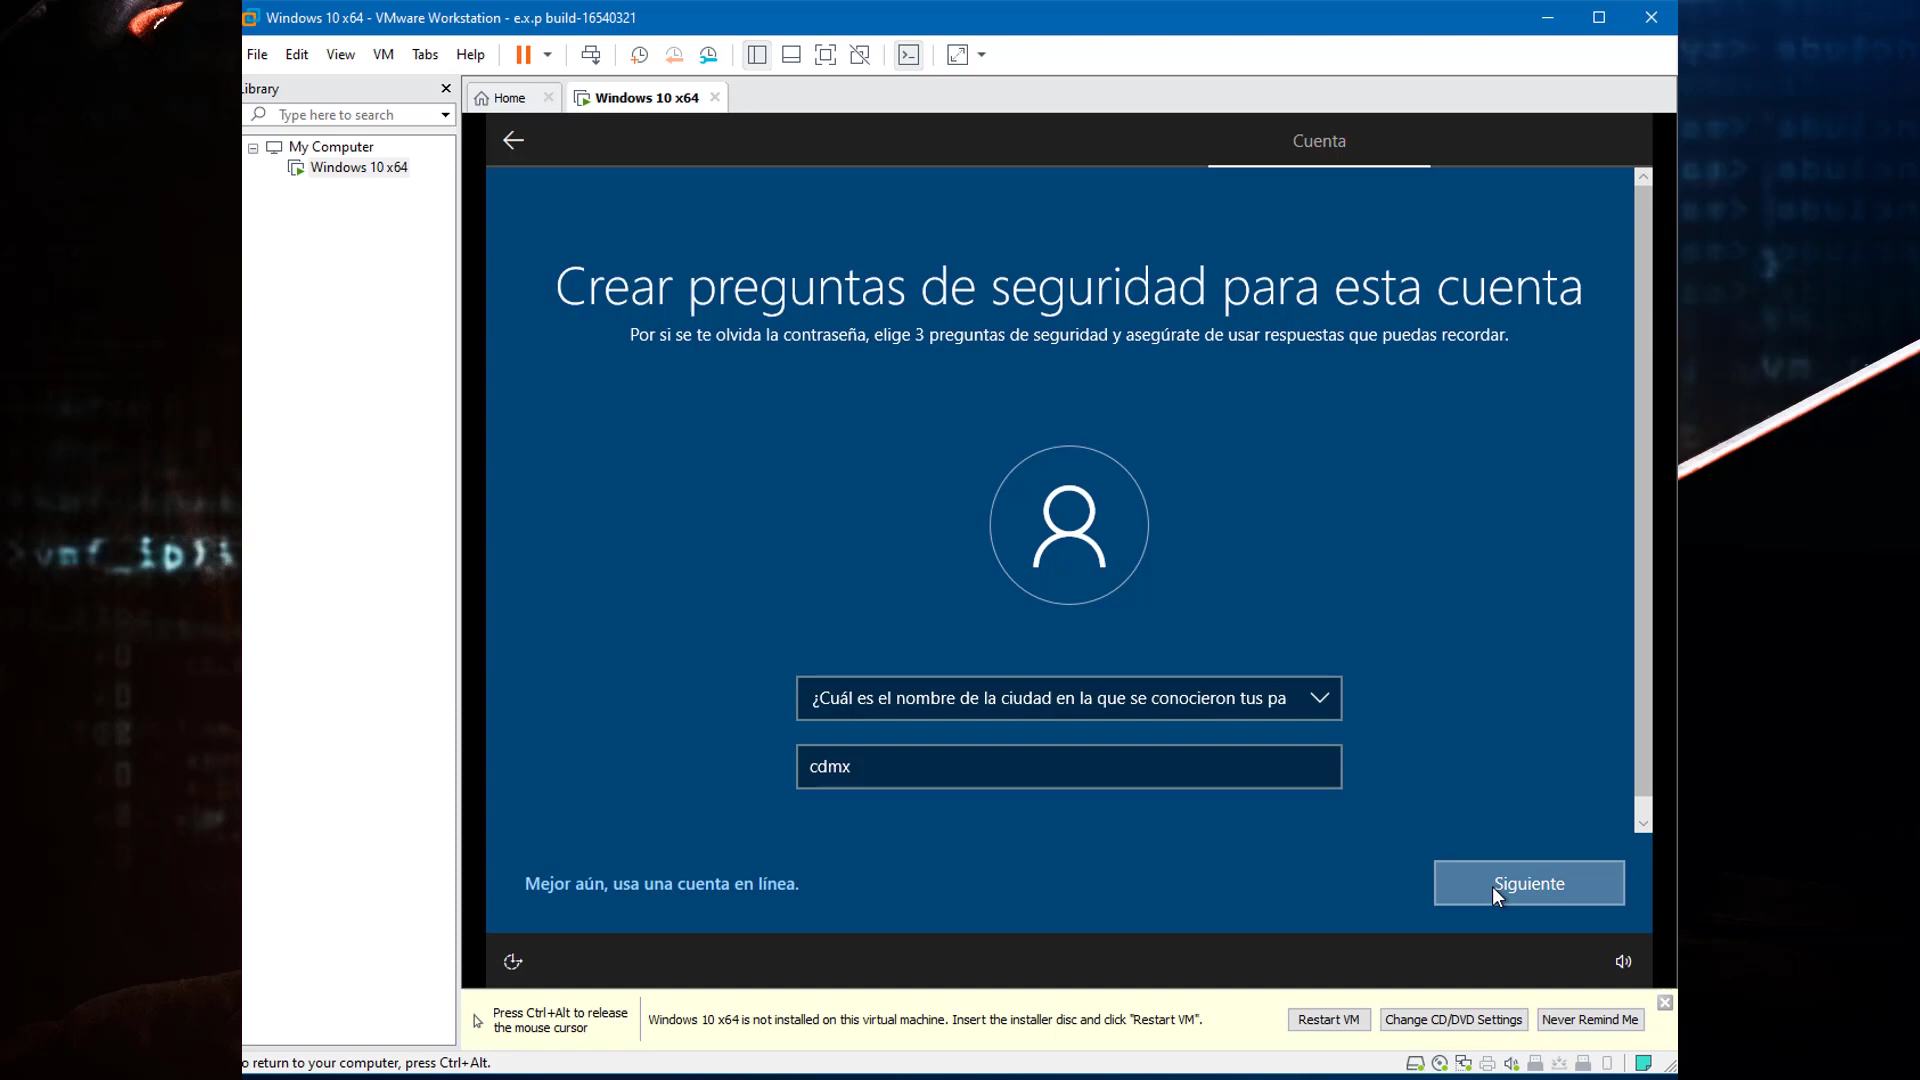 Windows 10 x64 - VMware Workstation - e.x.p build-16540321
File Edit View VM Tabs Help
ibrary
Type here to search
My Computer
Windows 10 x64
Home
Windows 10 x64
Cuenta
Crear preguntas de seguridad para esta cuenta
Por si se te olvida la contraseña, elige 3 preguntas de seguridad y asegúrate de usar respuestas que puedas recordar.
¿Cuál es el nombre de la ciudad en la que se conocieron tus pa
cdmx
Mejor aún, usa una cuenta en línea.
Siguiente
Press Ctrl+Alt to release
the mouse cursor
Windows 10 x64 is not installed on this virtual machine. Insert the installer disc and click "Restart VM".
Restart VM
Change CD/DVD Settings
Never Remind Me
o return to your computer, press Ctrl+Alt.